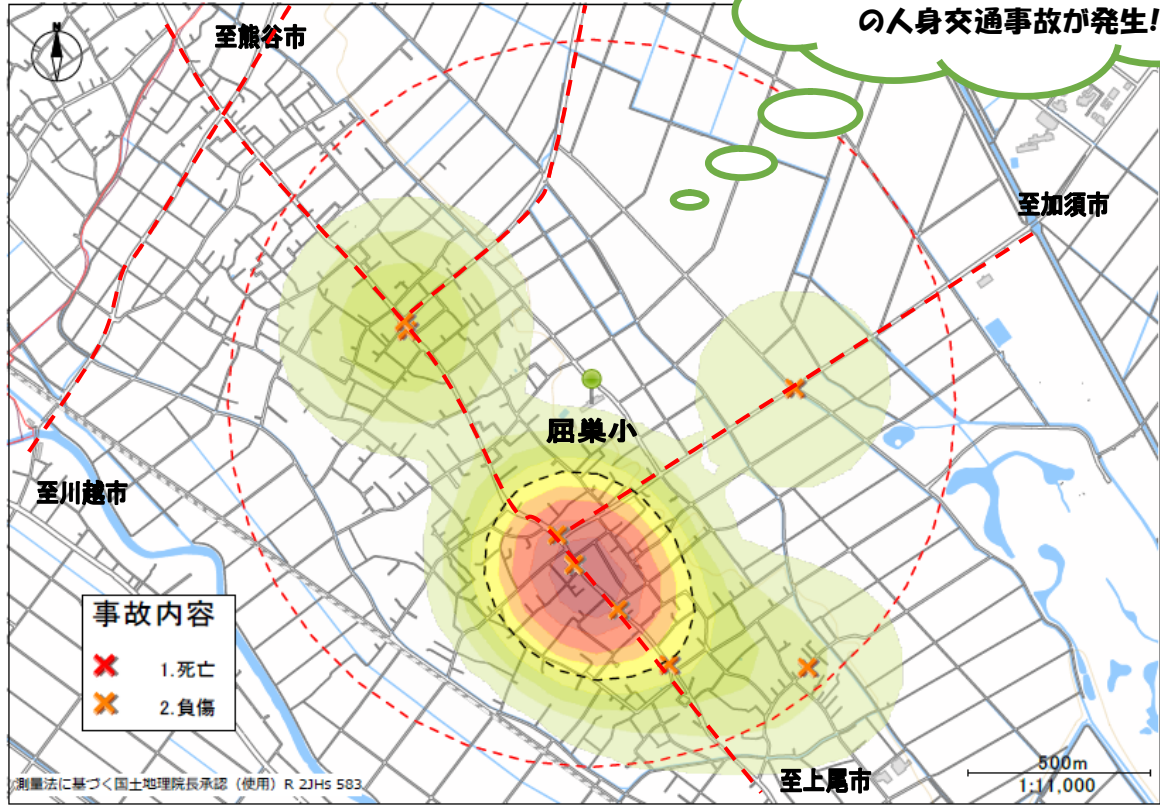 の人身交通事故が発生!
至熊谷市
N
至加須市
屈巣小
至川越市
事故内容
1.死亡
2.負傷
測量法に基づく国土地理院長承認（使用）R 2JHs 583
至上尾市
500m
1:11,000